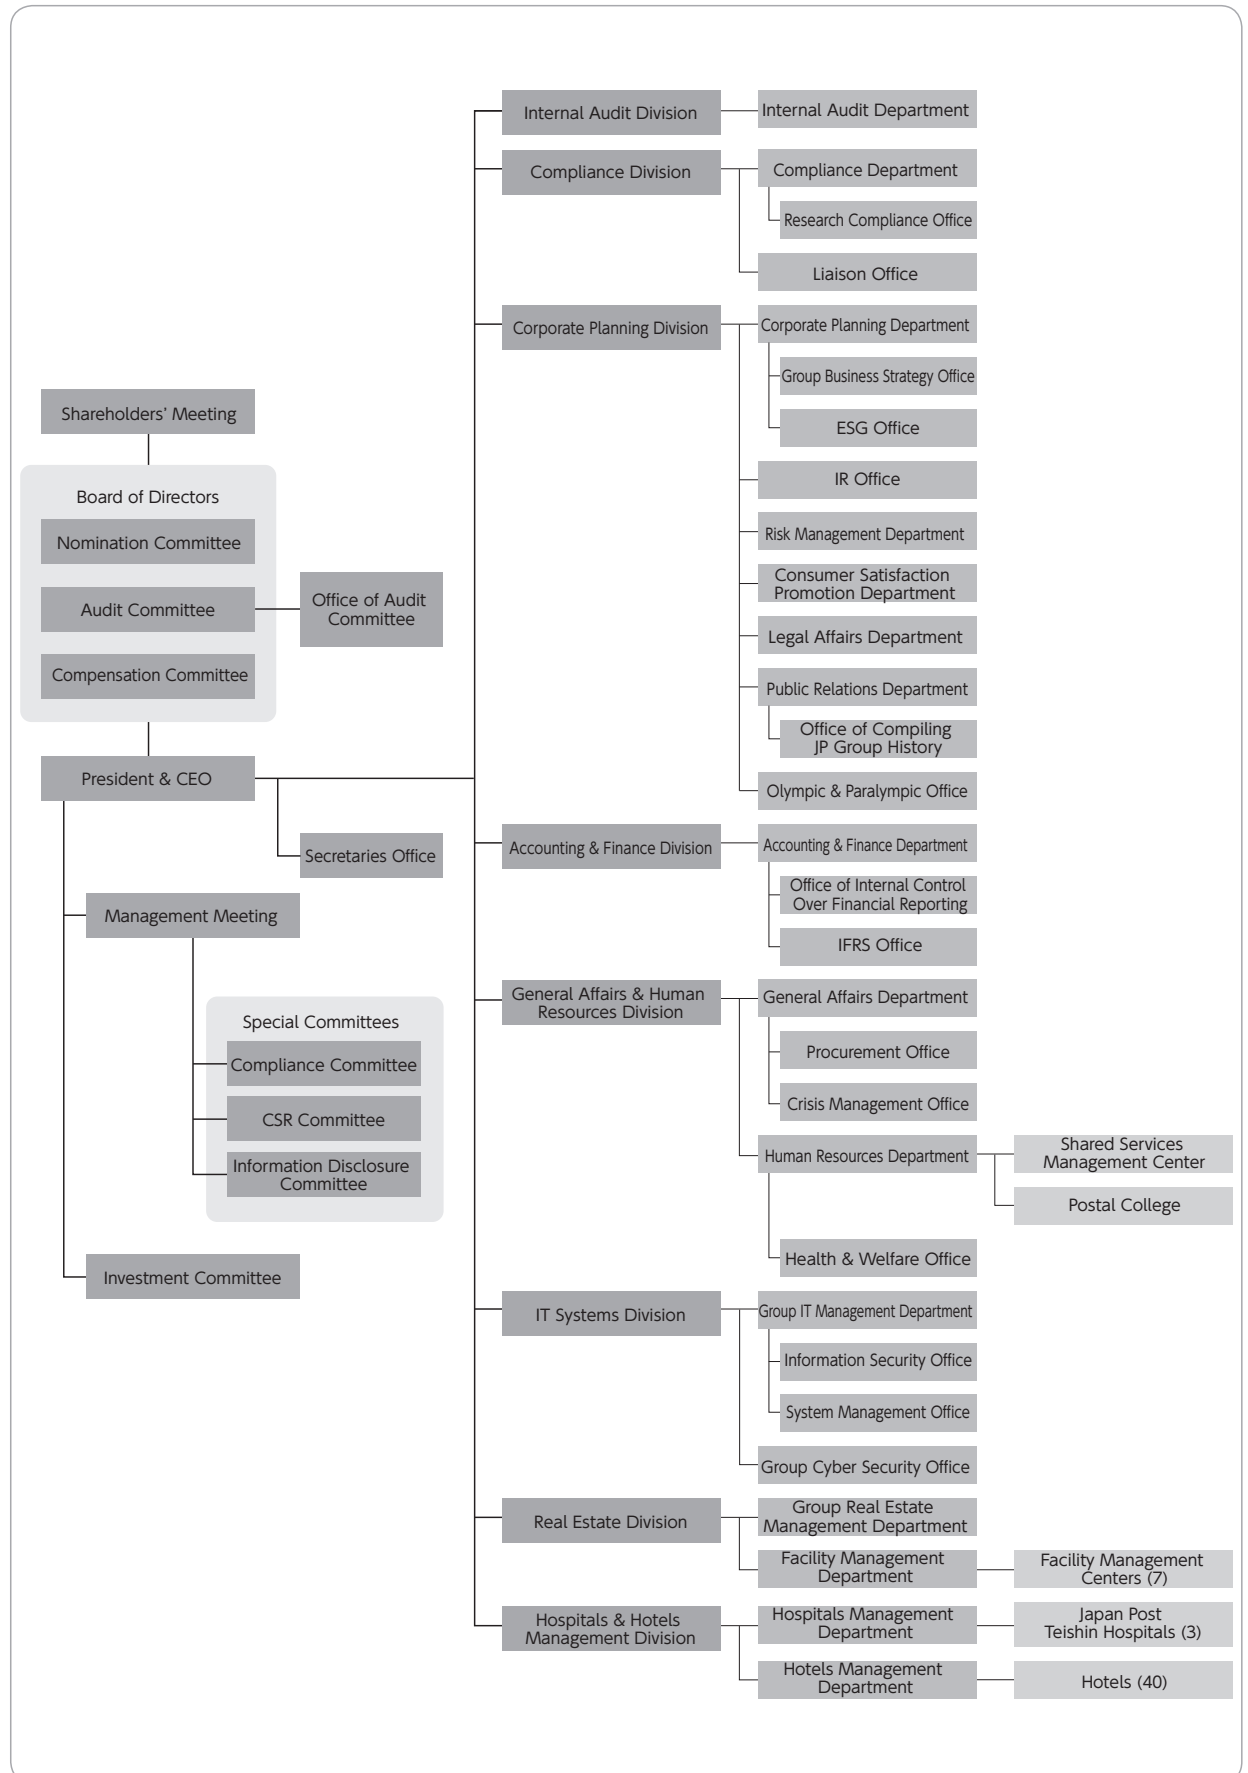 Shareholders' Meeting
Board of Directors
Nomination Committee
Audit Committee
Compensation Committee
Office of Audit
Committee
President & CEO
Secretaries Office
Management Meeting
Special Committees
Compliance Committee
CSR Committee
Information Disclosure
Committee
Investment Committee
Internal Audit Division
Internal Audit Department
Compliance Division
Compliance Department
Research Compliance Office
Liaison Office
Corporate Planning Division
Corporate Planning Department
Group Business Strategy Office
ESG Office
IR Office
Risk Management Department
Consumer Satisfaction
Promotion Department
Legal Affairs Department
Public Relations Department
Office of Compiling
JP Group History
Olympic & Paralympic Office
Accounting & Finance Division
Accounting & Finance Department
Office of Internal Control
Over Financial Reporting
IFRS Office
General Affairs & Human
Resources Division
General Affairs Department
Procurement Office
Crisis Management Office
Human Resources Department
Shared Services
Management Center
Postal College
Health & Welfare Office
IT Systems Division
Group IT Management Department
Information Security Office
System Management Office
Group Cyber Security Office
Real Estate Division
Group Real Estate
Management Department
Facility Management
Department
Facility Management
Centers (7)
Hospitals & Hotels
Management Division
Hospitals Management
Department
Japan Post
Teishin Hospitals (3)
Hotels Management
Department
Hotels (40)